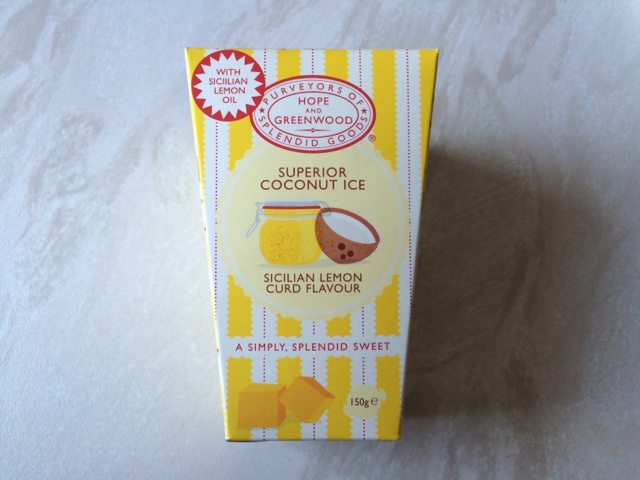 WITH
SICIILIAN
LEMON
OIL
PURVEYORS OF
HOPE
AND
GREENWOOD
SPLENDID GOODS
®
SUPERIOR
COCONUT ICE
SICILIAN LEMON
CURD FLAVOUR
A SIMPLY, SPLENDID SWEET
150g ℮